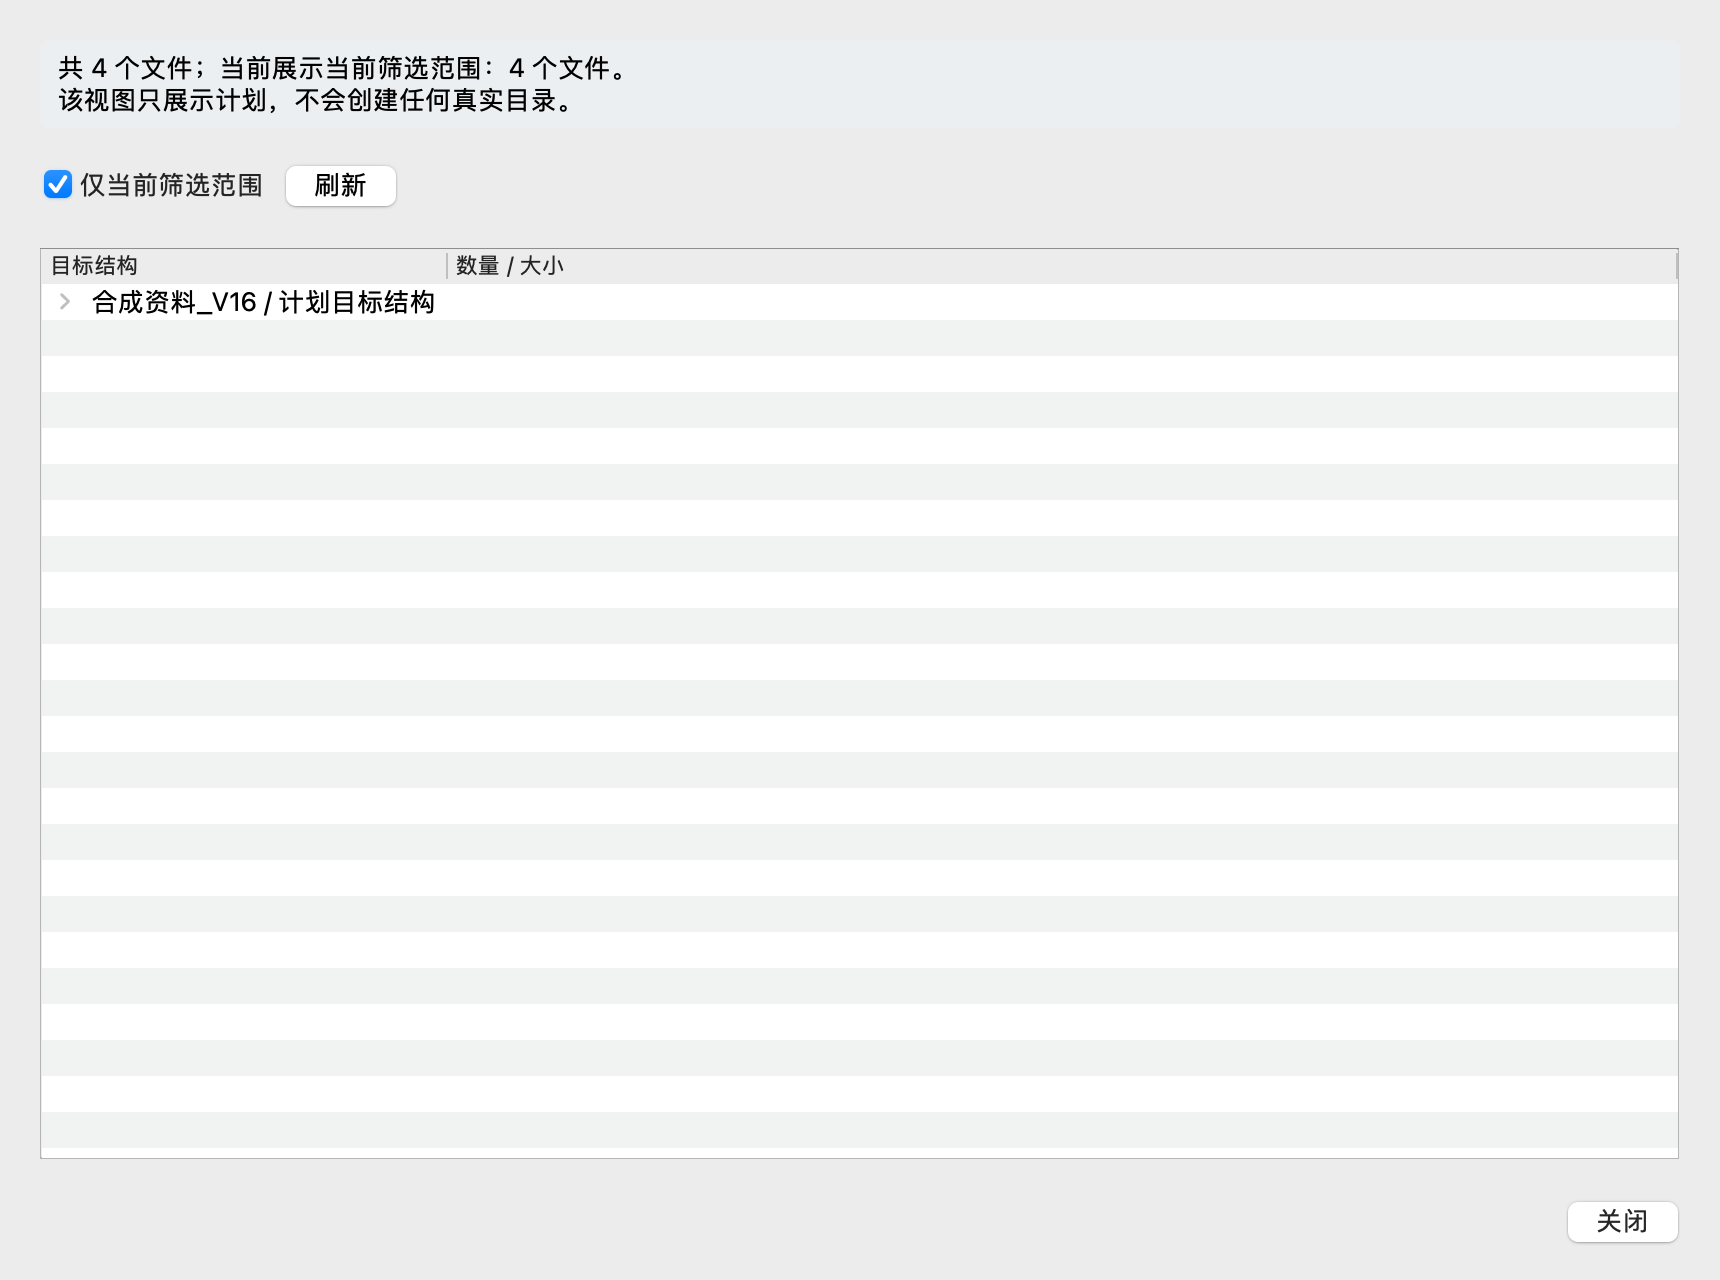 共 4 个文件；当前展示当前筛选范围：4 个文件。
该视图只展示计划，不会创建任何真实目录。
仅当前筛选范围 刷新
目标结构 数量 / 大小
合成资料_V16 / 计划目标结构
关闭